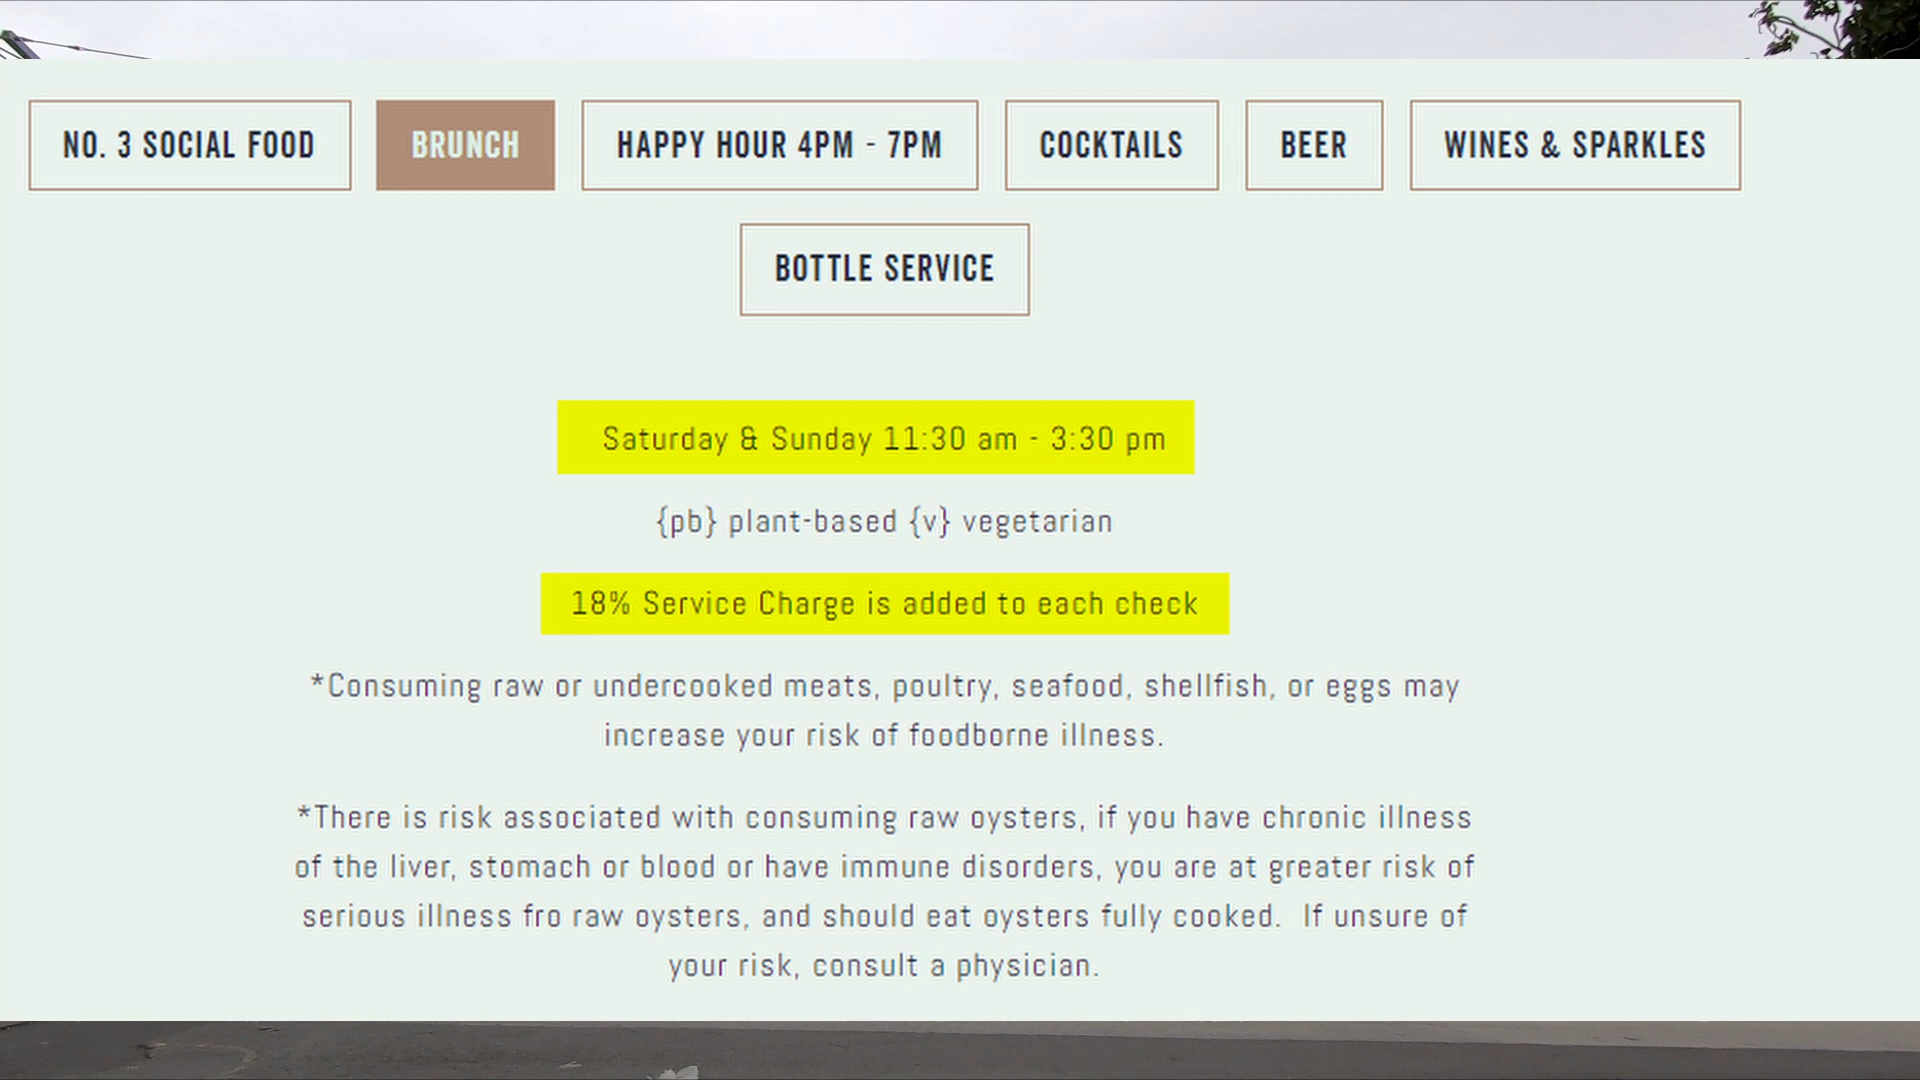 NO. 3 SOCIAL FOOD
BRUNCH
HAPPY HOUR 4PM - 7PM
COCKTAILS
BEER
WINES & SPARKLES
BOTTLE SERVICE
Saturday & Sunday 11:30 am - 3:30 pm
{pb} plant-based {v} vegetarian
18% Service Charge is added to each check
*Consuming raw or undercooked meats, poultry, seafood, shellfish, or eggs may
increase your risk of foodborne illness.
*There is risk associated with consuming raw oysters, if you have chronic illness
of the liver, stomach or blood or have immune disorders, you are at greater risk of
serious illness fro raw oysters, and should eat oysters fully cooked. If unsure of
your risk, consult a physician.